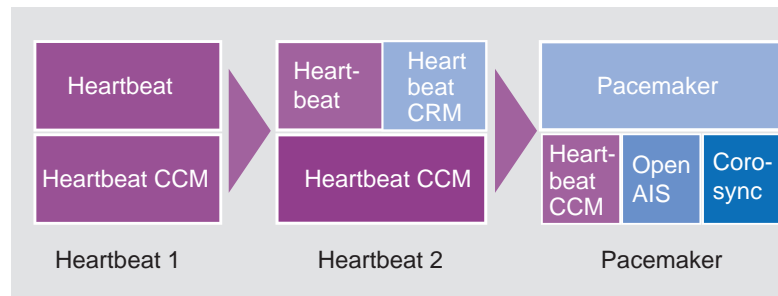 Heartbeat
Heartbeat CCM
Heartbeat 1
Heart-
beat
Heart
beat
CRM
Heartbeat CCM
Heartbeat 2
Pacemaker
Heart-
beat
CCM
Open
AIS
Coro-
sync
Pacemaker